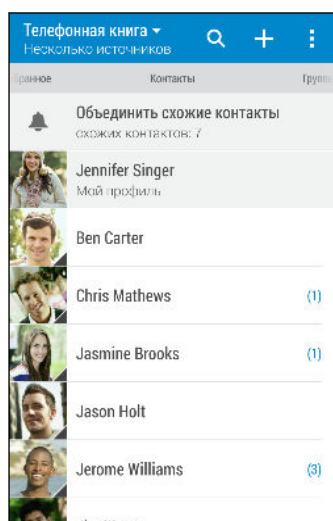 Телефонная книга
Несколько источников
Контакты
Объединить схожие контакты
схожих контактов: 7
Jennifer Singer
Мой профиль
Ben Carter
Chris Mathews (1)
Jasmine Brooks (1)
Jason Holt
Jerome Williams (3)